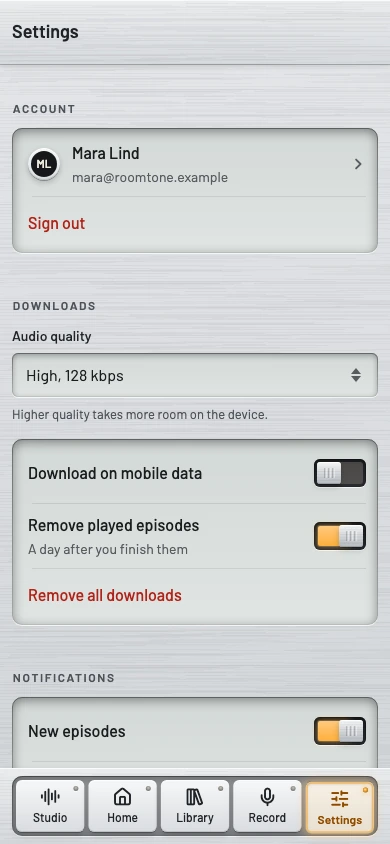 Settings
ACCOUNT
ML
Mara Lind
mara@roomtone.example
Sign out
DOWNLOADS
Audio quality
High, 128 kbps
Higher quality takes more room on the device.
Download on mobile data
Remove played episodes
A day after you finish them
Remove all downloads
NOTIFICATIONS
New episodes
Studio
Home
Library
Record
Settings